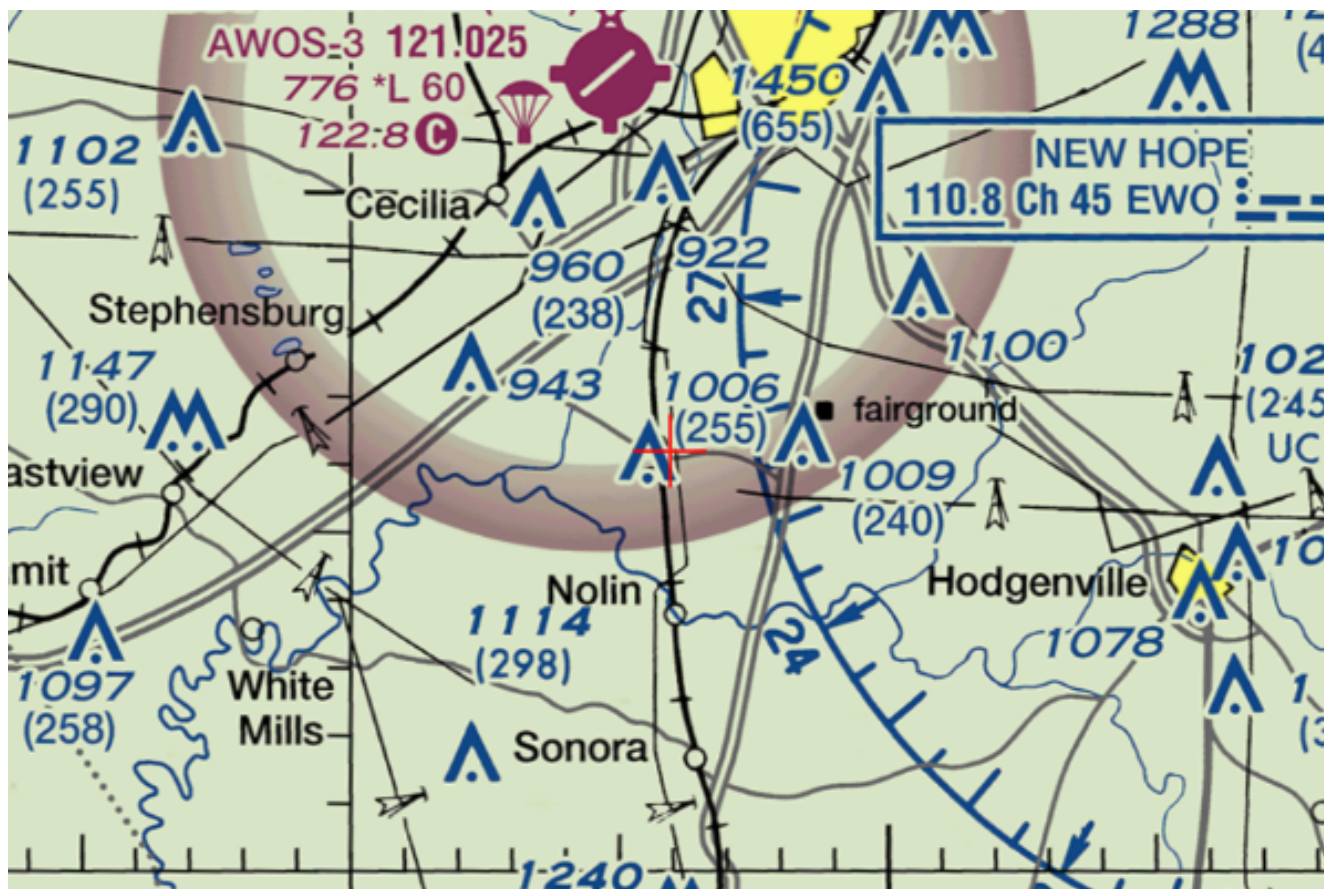 AWOS-3 121.025
776 *L 60
122.8 C
1288
1450
(655)
1102
(255)
NEW HOPE
110.8 Ch 45 EWO
Cecilia
960
(238)
922
27
Stephensburg
1147
(290)
943
1006
(255)
1100
fairground
(245
UC
astview
1009
(240)
mit
Nolin
Hodgenville
1114
(298)
24
1078
1097
(258)
White
Mills
Sonora
1240